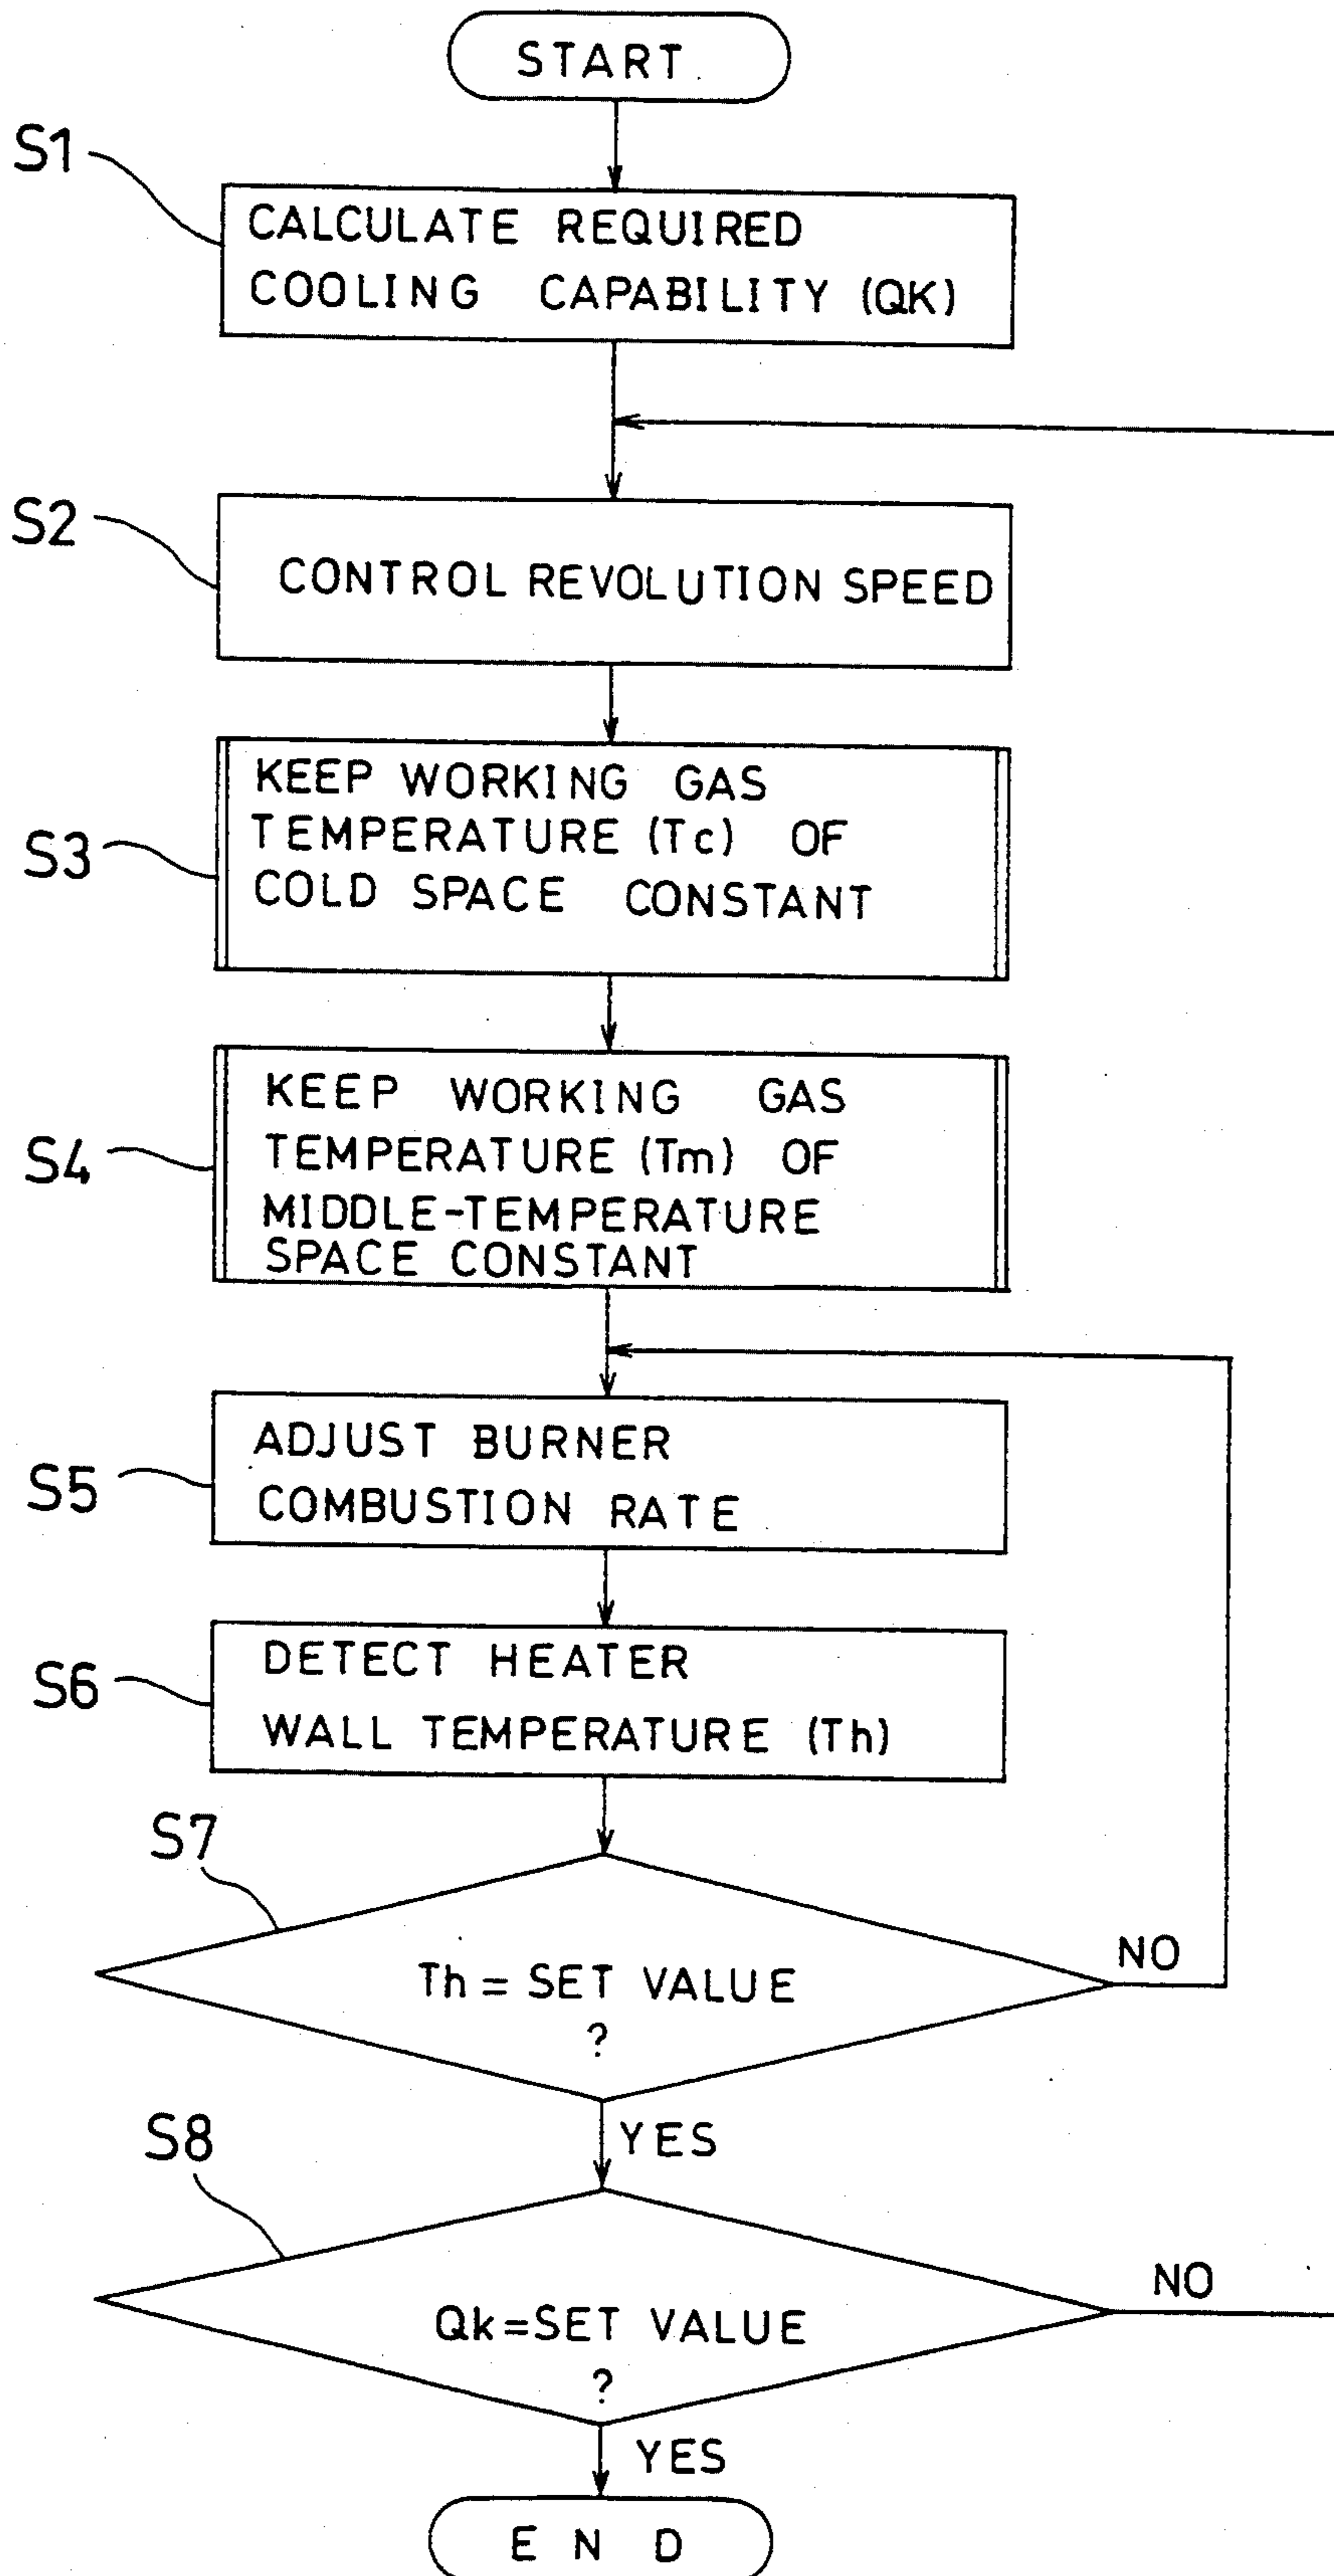 START
S1
CALCULATE REQUIRED
COOLING CAPABILITY (QK)
S2
CONTROL REVOLUTION SPEED
S3
KEEP WORKING GAS
TEMPERATURE (Tc) OF
COLD SPACE CONSTANT
S4
KEEP WORKING GAS
TEMPERATURE (Tm) OF
MIDDLE-TEMPERATURE
SPACE CONSTANT
S5
ADJUST BURNER
COMBUSTION RATE
S6
DETECT HEATER
WALL TEMPERATURE (Th)
S7
Th = SET VALUE
?
NO
YES
S8
Qk=SET VALUE
?
NO
YES
END